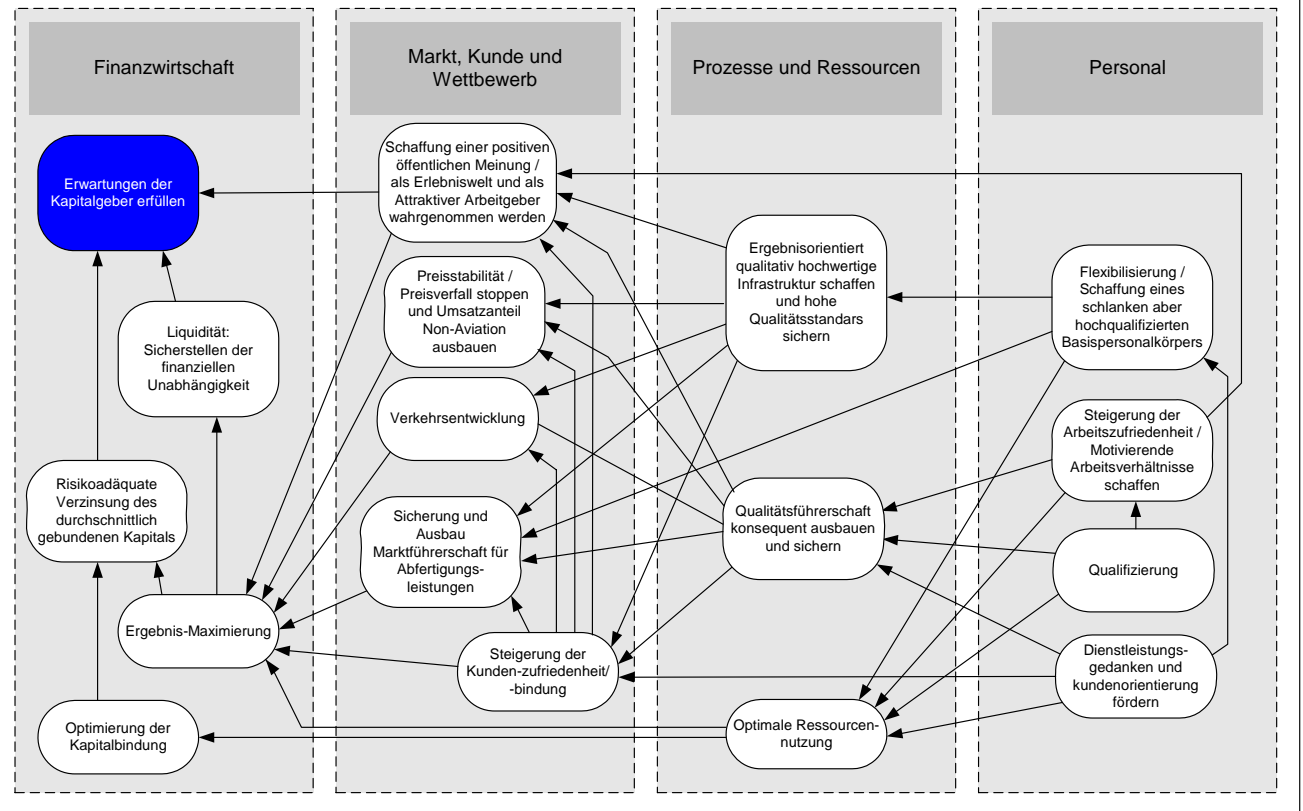 Finanzwirtschaft
Erwartungen der
Kapitalgeber erfüllen
Liquidität:
Sicherstellen der
finanziellen
Unabhängigkeit
Risikoadäquate
Verzinsung des
durchschnittlich
gebundenen Kapitals
Ergebnis-Maximierung
Optimierung der
Kapitalbindung
Markt, Kunde und
Wettbewerb
Schaffung einer positiven
öffentlichen Meinung /
als Erlebniswelt und als
Attraktiver Arbeitgeber
wahrgenommen werden
Preisstabilität /
Preisverfall stoppen
und Umsatzanteil
Non-Aviation
ausbauen
Verkehrsentwicklung
Sicherung und
Ausbau
Marktführerschaft für
Abfertigungs-
leistungen
Steigerung der
Kunden-zufriedenheit/
-bindung
Prozesse und Ressourcen
Ergebnisorientiert
qualitativ hochwertige
Infrastruktur schaffen
und hohe
Qualitätsstandars
sichern
Qualitätsführerschaft
konsequent ausbauen
und sichern
Optimale Ressourcen-
nutzung
Personal
Flexibilisierung /
Schaffung eines
schlanken aber
hochqualifizierten
Basispersonalkörpers
Steigerung der
Arbeitszufriedenheit /
Motivierende
Arbeitsverhältnisse
schaffen
Qualifizierung
Dienstleistungs-
gedanken und
kundenorientierung
fördern